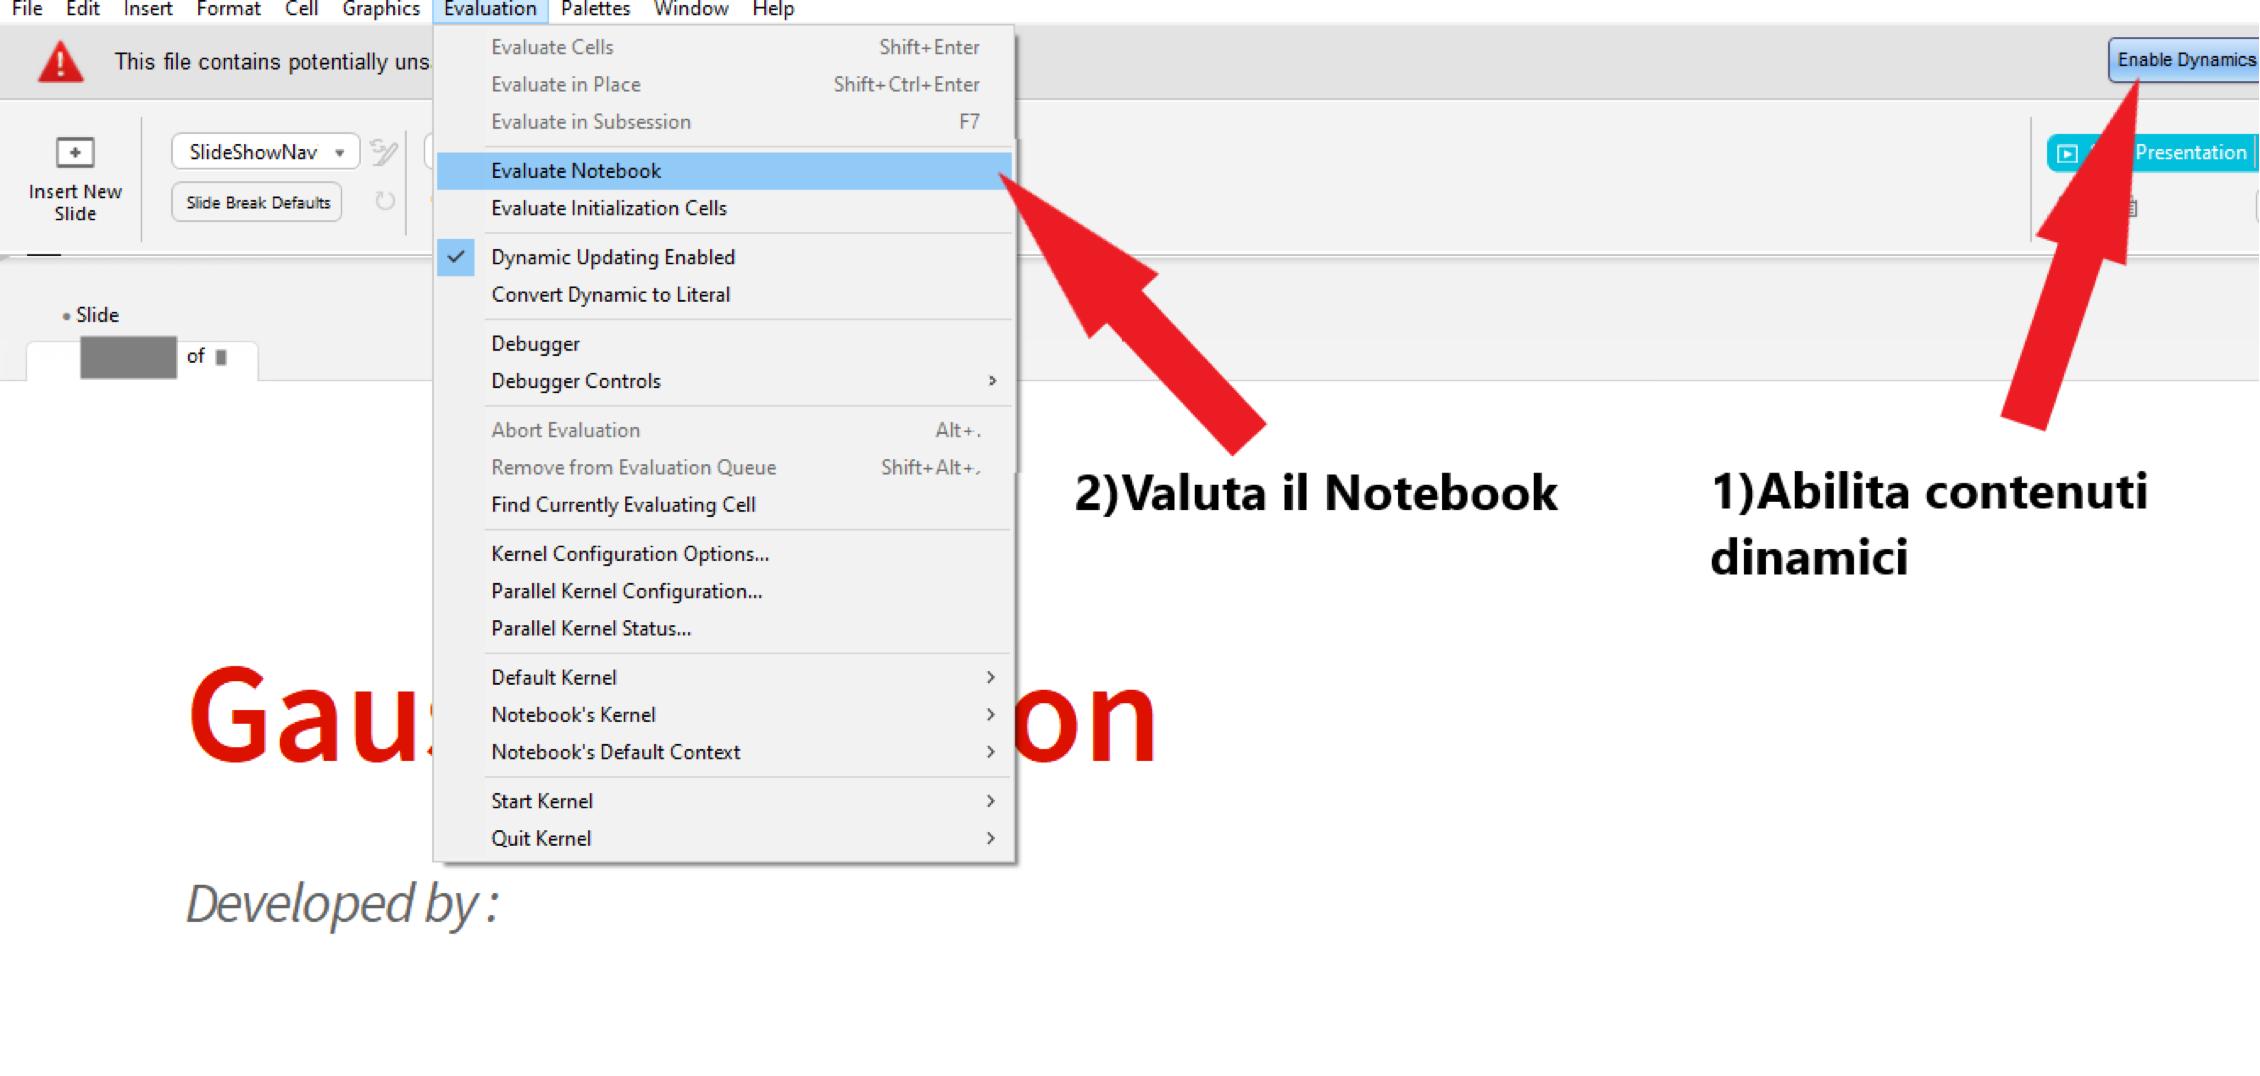 File Edit Insert Format Cell Graphics Evaluation Palettes Window Help
This file contains potentially
Enable Dynamics
Evaluate Cells Shift+Enter
Evaluate in Place Shift+Ctrl+Enter
Evaluate in Subsession F7
Evaluate Notebook
Evaluate Initialization Cells
Dynamic Updating Enabled
Convert Dynamic to Literal
Debugger
Debugger Controls
Abort Evaluation Alt+.
Remove from Evaluation Queue Shift+Alt+.
Find Currently Evaluating Cell
Kernel Configuration Options...
Parallel Kernel Configuration...
Parallel Kernel Status...
Default Kernel
Notebook's Kernel
Notebook's Default Context
Start Kernel
Quit Kernel
Insert New
Slide
SlideShowNav
Slide Break Defaults
Presentation
Slide
of
2)Valuta il Notebook
1)Abilita contenuti
dinamici
Developed by :